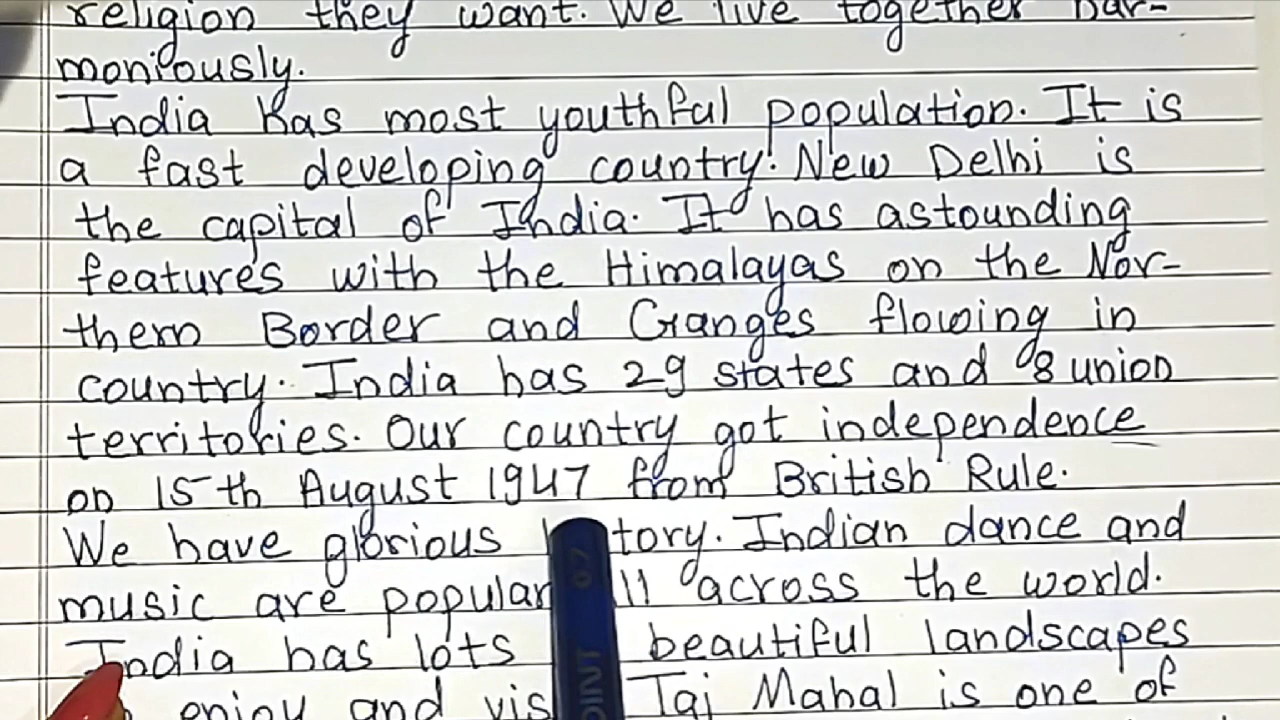 religion they want. We live together har-
moniously.
India has most youthful population. It is
a fast developing country. New Delhi is
the capital of India. It has astounding
features with the Himalayas on the Nor-
thern Border and Ganges flowing in
country. India has 29 states and 8 union
territories. Our country got independence
on 15th August 1947 from British Rule.
We have glorious tory. Indian dance and
music are popular ll across the world.
India has lots beautiful landscapes
enjoy and vis Taj Mahal is one of